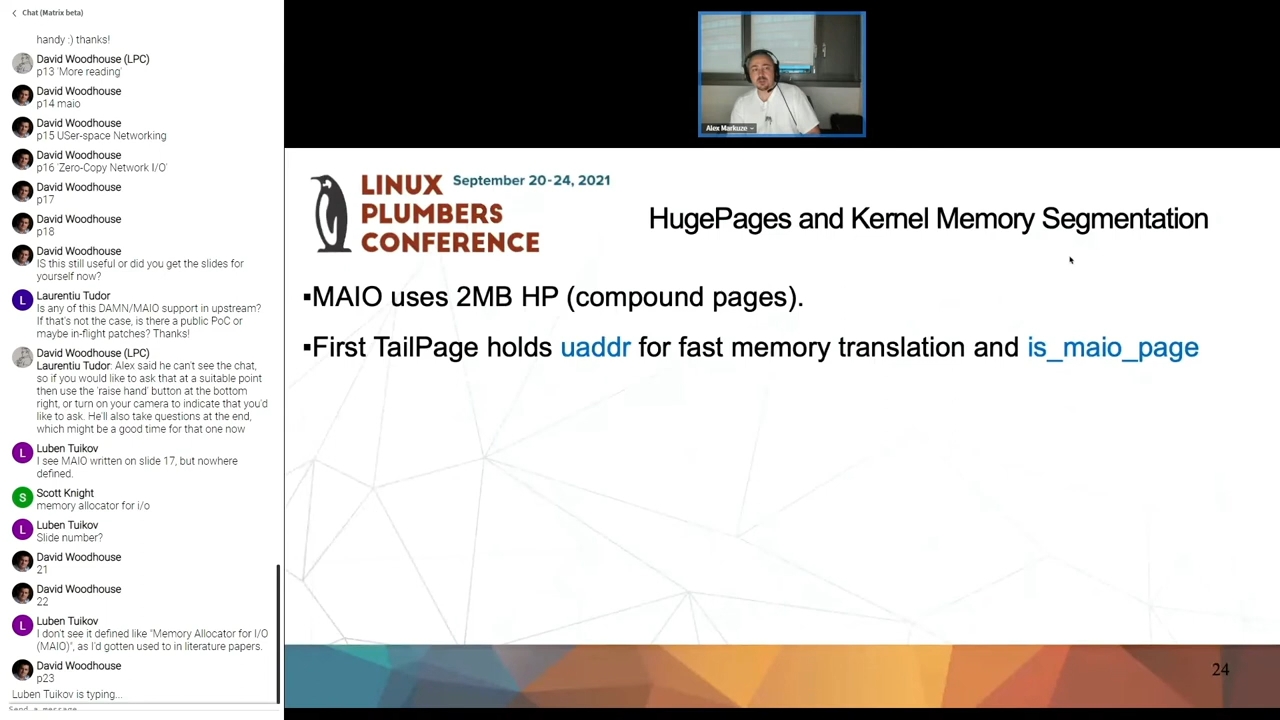 Chat (Matrix beta)
handy :) thanks!
David Woodhouse (LPC)
p13 'More reading'
David Woodhouse
p14 maio
David Woodhouse
p15 USer-space Networking
David Woodhouse
p16 'Zero-Copy Network I/O'
David Woodhouse
p17
David Woodhouse
p18
David Woodhouse
IS this still useful or did you get the slides for
yourself now?
Laurentiu Tudor
Is any of this DAMN/MAIO support in upstream?
If that's not the case, is there a public PoC or
maybe in-flight patches? Thanks!
David Woodhouse (LPC)
Laurentiu Tudor: Alex said he can't see the chat,
so if you would like to ask that at a suitable point
then use the 'raise hand' button at the bottom
right, or turn on your camera to indicate that you'd
like to ask. He'll also take questions at the end,
which might be a good time for that one now
Luben Tuikov
I see MAIO written on slide 17, but nowhere
defined.
Scott Knight
memory allocator for i/o
Luben Tuikov
Slide number?
David Woodhouse
21
David Woodhouse
22
Luben Tuikov
I don't see it defined like "Memory Allocator for I/O
(MAIO)", as I'd gotten used to in literature papers.
David Woodhouse
p23
Luben Tuikov is typing...
Send a message
Alex Markuze
LINUX
PLUMBERS
CONFERENCE
September 20-24, 2021
HugePages and Kernel Memory Segmentation
▪MAIO uses 2MB HP (compound pages).
▪First TailPage holds uaddr for fast memory translation and is_maio_page
24